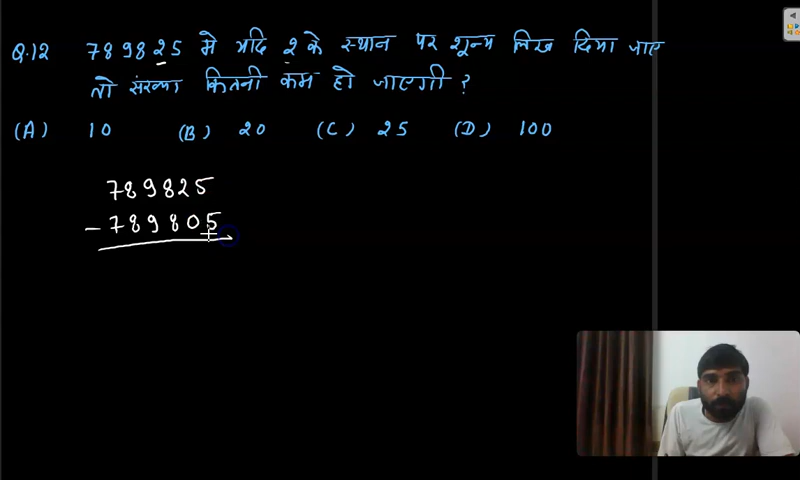 Q.12 789825 मे यदि 2 के स्थान पर शून्य लिख दिया जाए
तो संख्या कितनी कम हो जाएगी ?
(A) 10 (B) 20 (C) 25 (D) 100
789825
- 789805